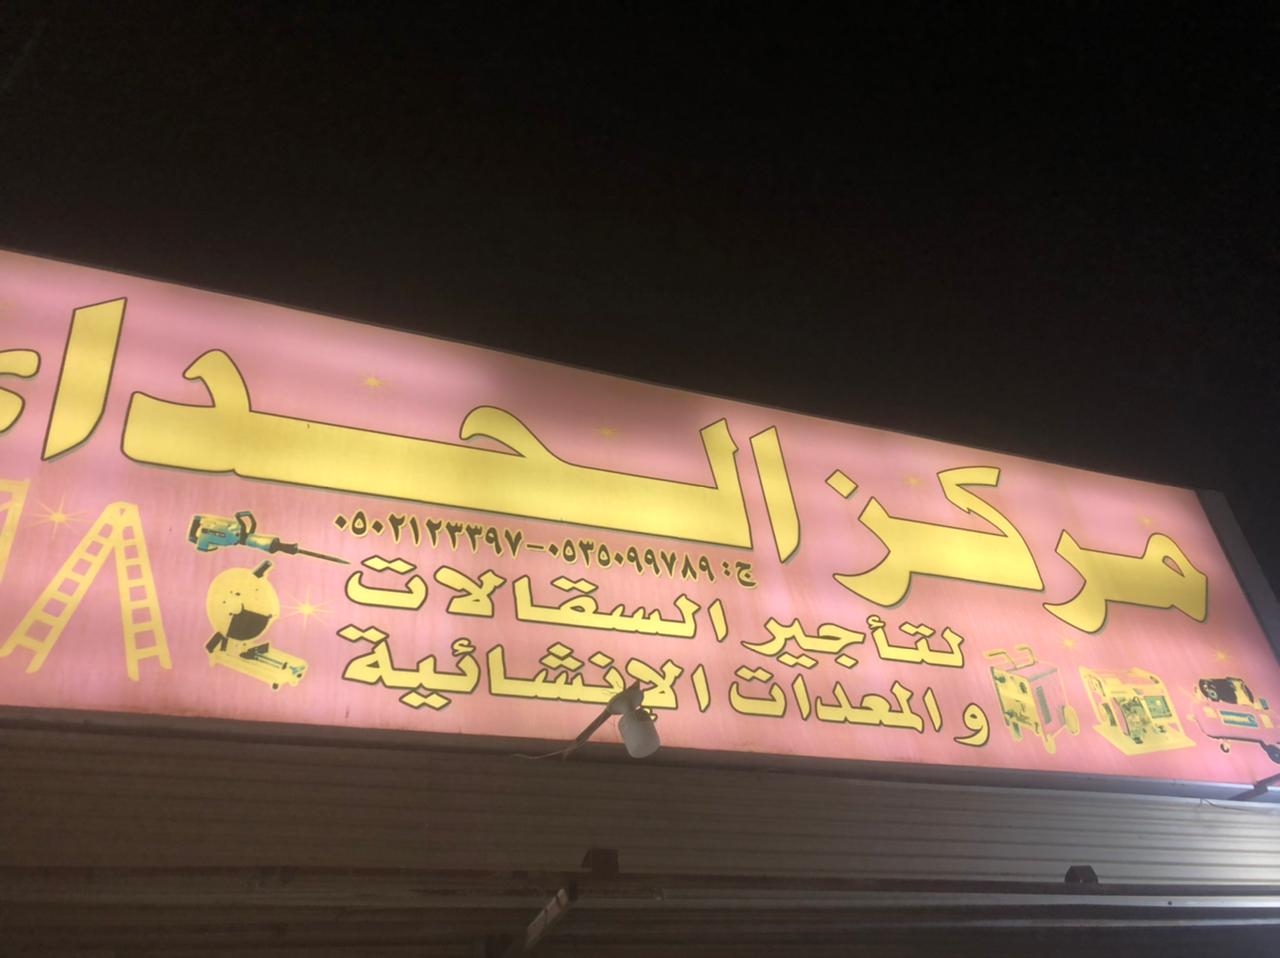 مركز الحدا
ج: ٠٥٣٥٠٩٩٧٨٩-٠٥٠٢١٢٣٣٩٧
لتأجير السقالات
و المعدات الإنشائية